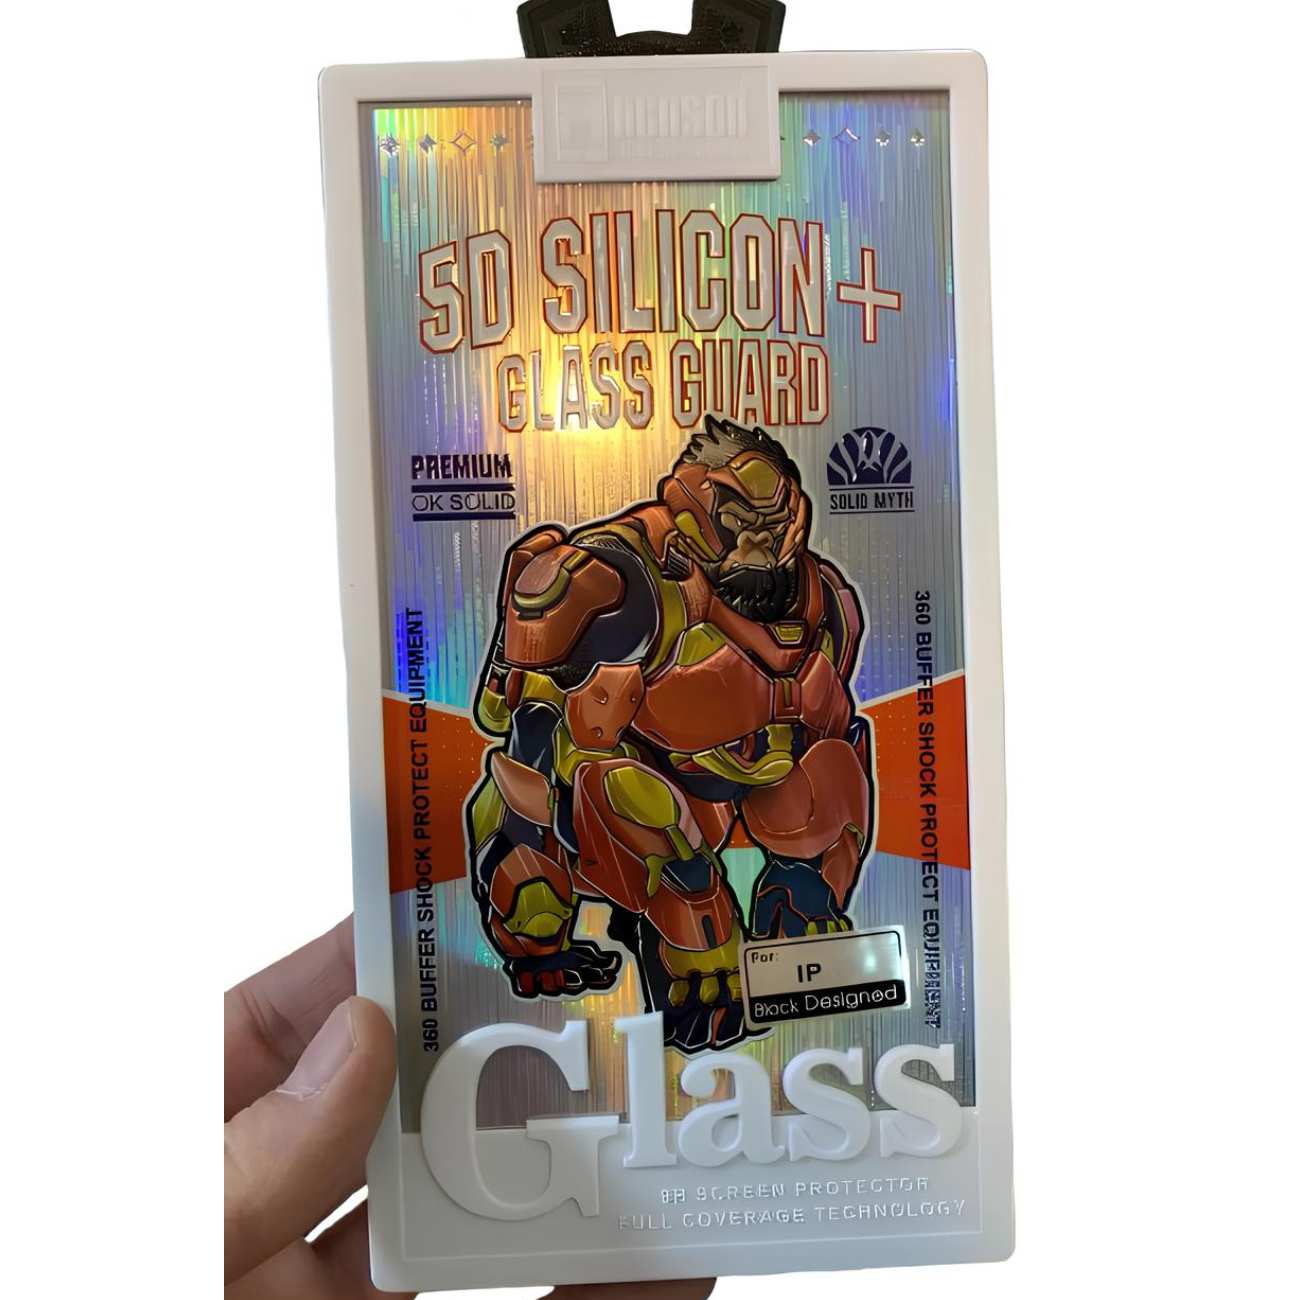 5D SILICON+
GLASS GUARD
PREMIUM
OK SOLID
SOLID MYTH
360 BUFFER SHOCK PROTECT EQUIPMENT
360 BUFFER SHOCK PROTECT EQUIPMENT
For:
IP
Black Designed
Glass
SCREEN PROTECTOR
FULL COVERAGE TECHNOLOGY